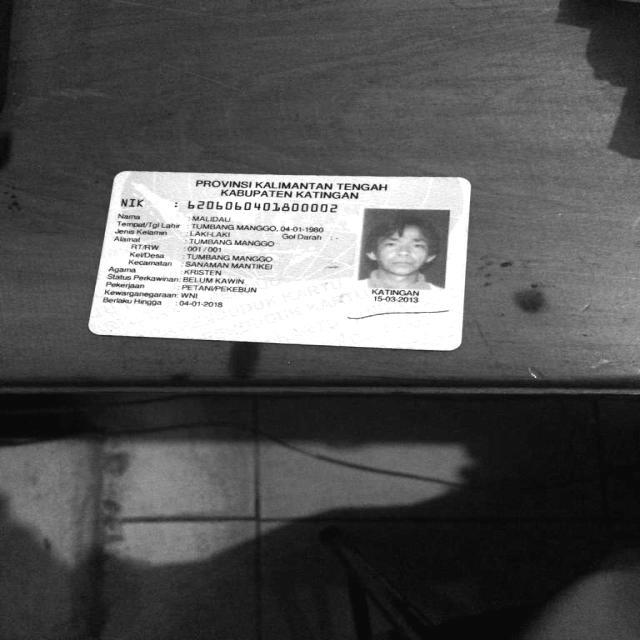 PROVINSI KALIMANTAN TENGAH
KABUPATEN KATINGAN
NIK : 6206060401800002
Nama : MALIDAU
Tempat/Tgl Lahir : TUMBANG MANGGO, 04-01-1980
Jenis Kelamin : LAKI-LAKI Gol Darah : -
Alamat : TUMBANG MANGGO
RT/RW : 001/001
Kel/Desa : TUMBANG MANGGO
Kecamatan : SANAMAN MANTIKEI
Agama : KRISTEN
Status Perkawinan: BELUM KAWIN
Pekerjaan : PETANI/PEKEBUN
Kewarganegaraan: WNI
Berlaku Hingga : 04-01-2018
KATINGAN
15-03-2013